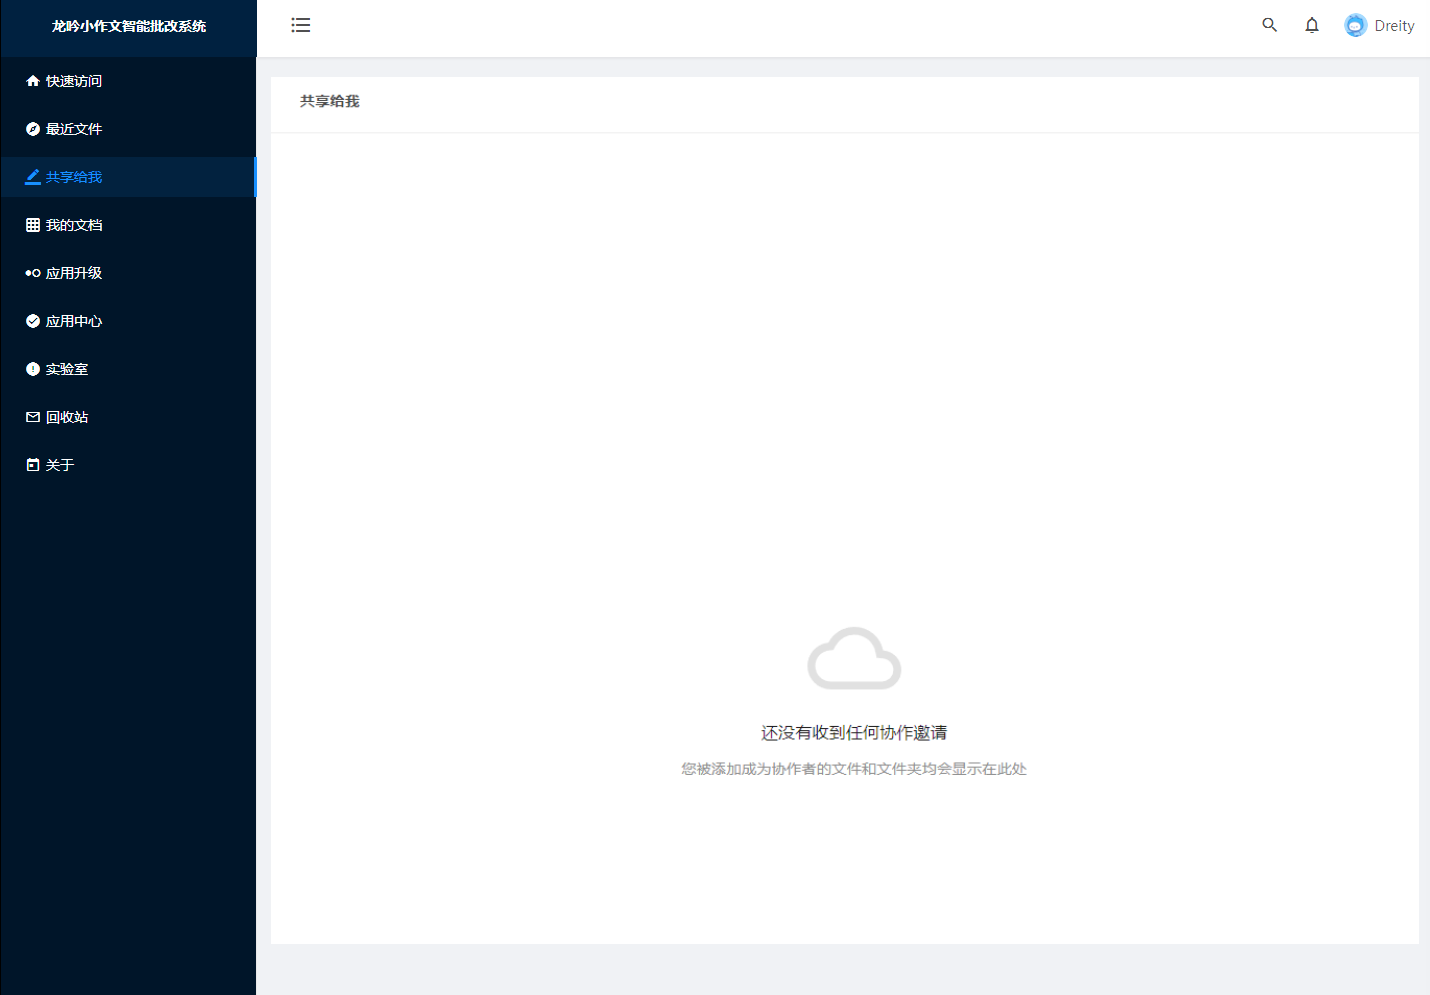 龙吟小作文智能批改系统
Dreity
快速访问
最近文件
共享给我
我的文档
应用升级
应用中心
实验室
回收站
关于
共享给我
还没有收到任何协作邀请
您被添加成为协作者的文件和文件夹均会显示在此处